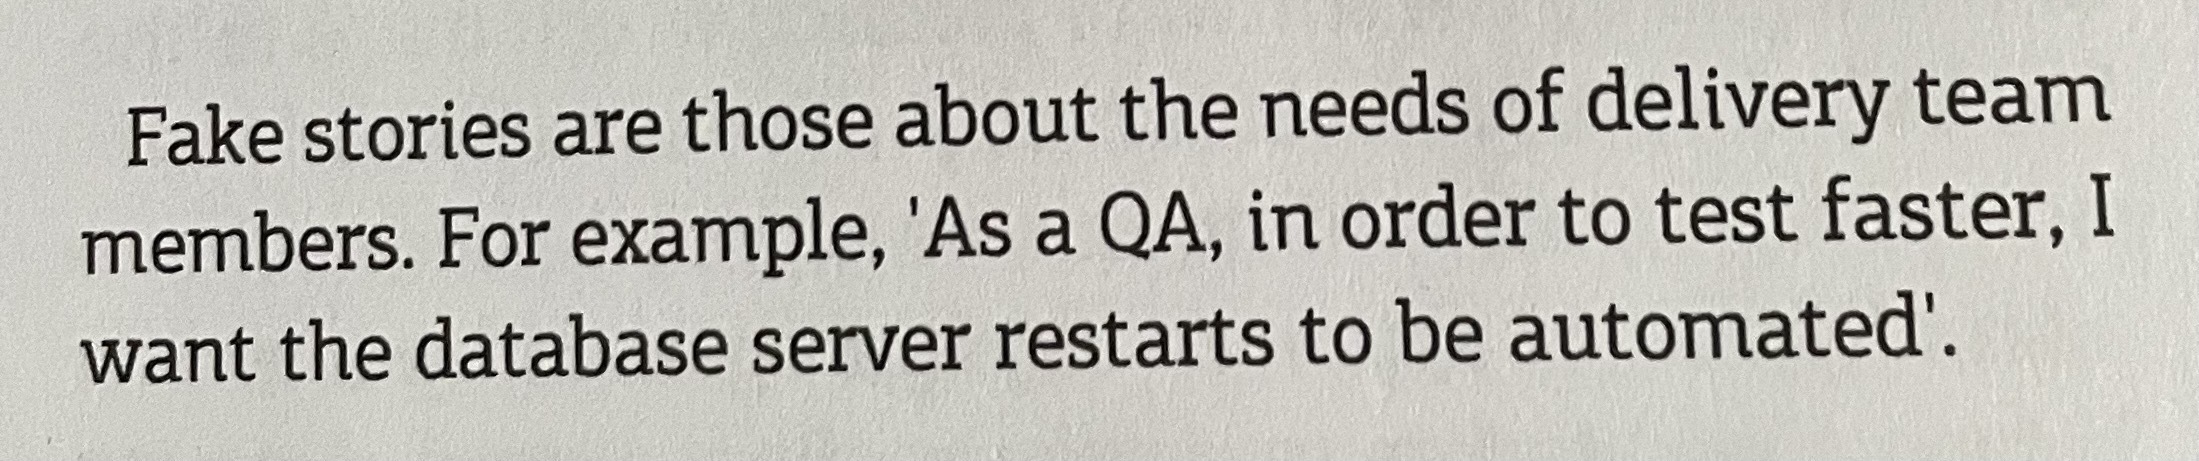 Fake stories are those about the needs of delivery team
members. For example, 'As a QA, in order to test faster, I
want the database server restarts to be automated'.